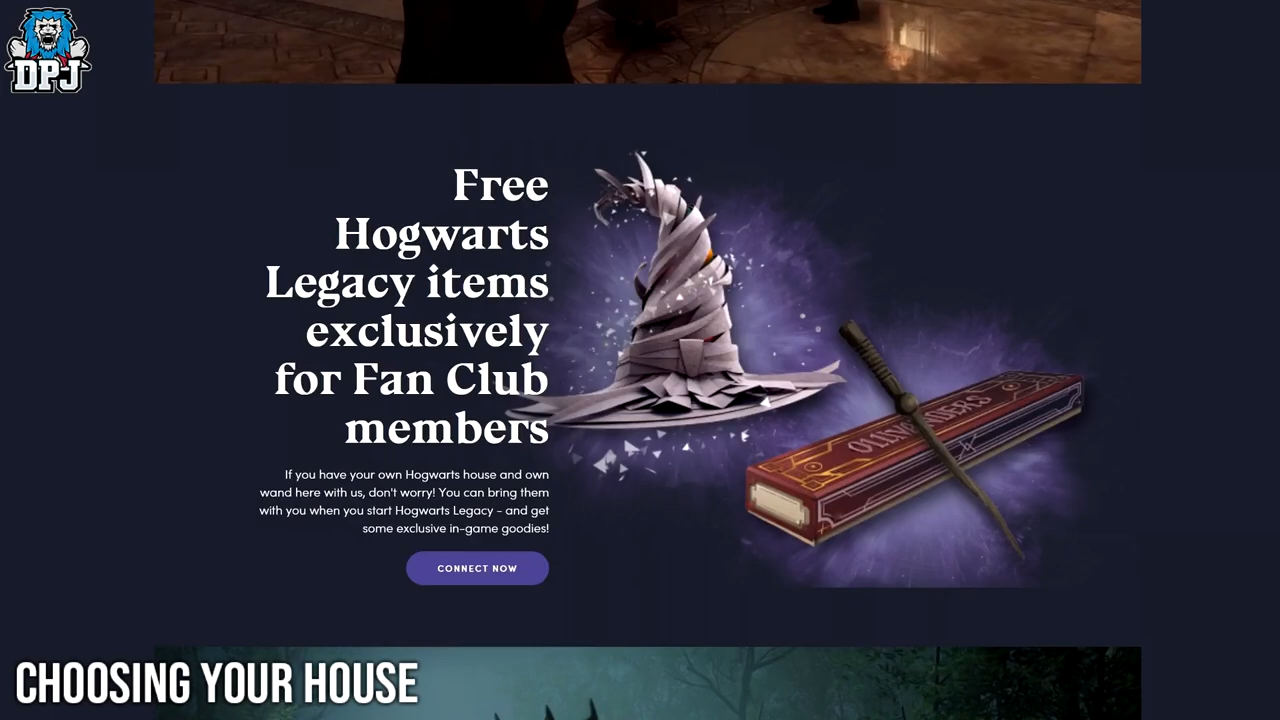 DPJ
Free
Hogwarts
Legacy items
exclusively
for Fan Club
members
If you have your own Hogwarts house and own
wand here with us, don't worry! You can bring them
with you when you start Hogwarts Legacy - and get
some exclusive in-game goodies!
CONNECT NOW
OLLIVANDERS
CHOOSING YOUR HOUSE